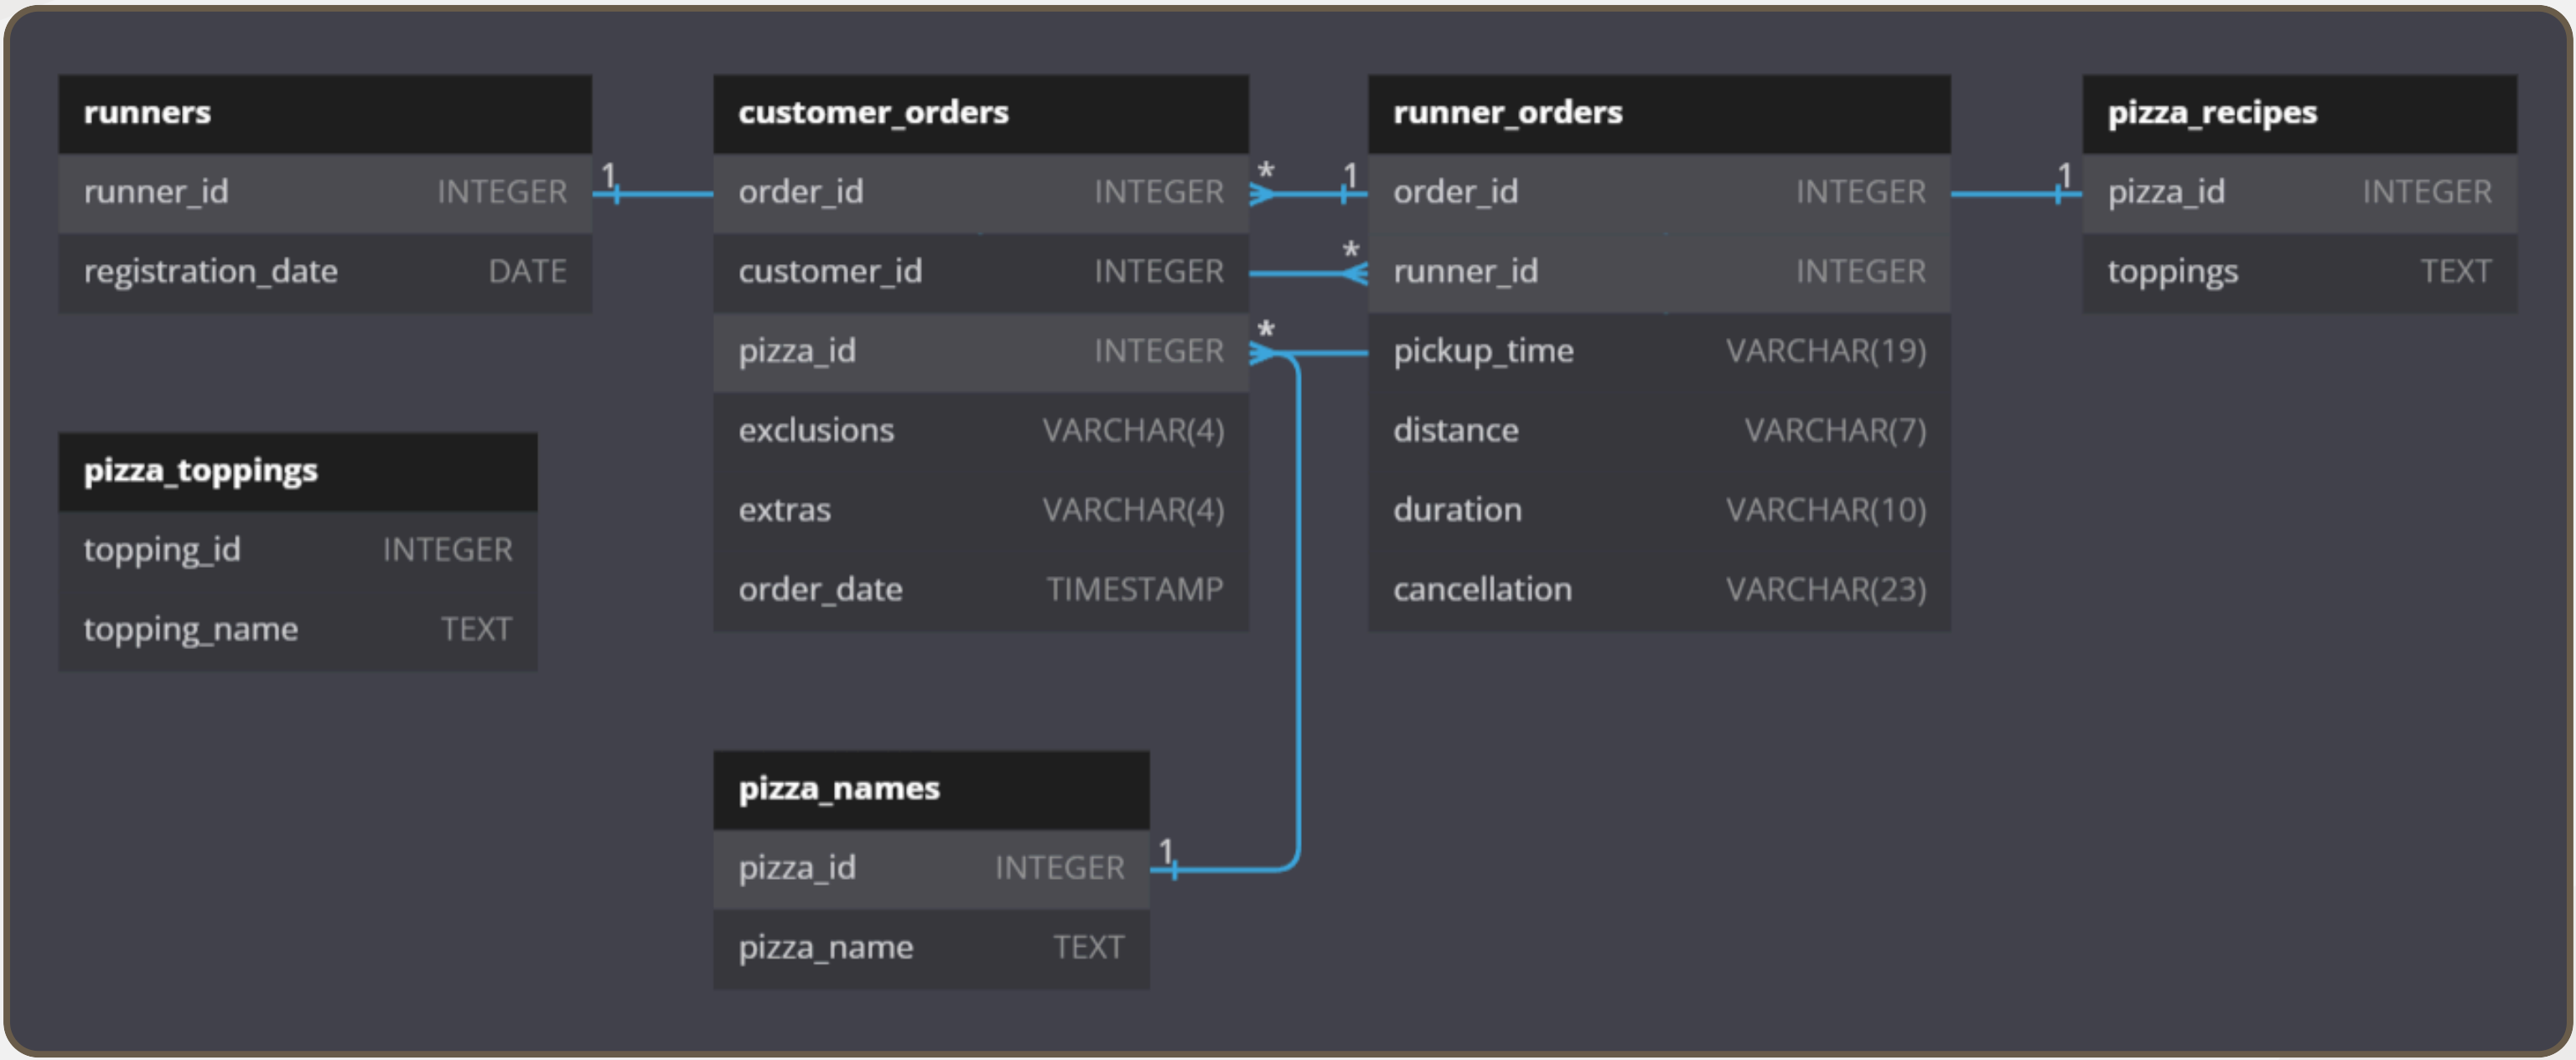 runners
runner_id INTEGER
registration_date DATE
customer_orders
order_id INTEGER
customer_id INTEGER
pizza_id INTEGER
exclusions VARCHAR(4)
extras VARCHAR(4)
order_date TIMESTAMP
runner_orders
order_id INTEGER
runner_id INTEGER
pickup_time VARCHAR(19)
distance VARCHAR(7)
duration VARCHAR(10)
cancellation VARCHAR(23)
pizza_recipes
pizza_id INTEGER
toppings TEXT
pizza_toppings
topping_id INTEGER
topping_name TEXT
pizza_names
pizza_id INTEGER
pizza_name TEXT
1
* 1
*
*
1
1